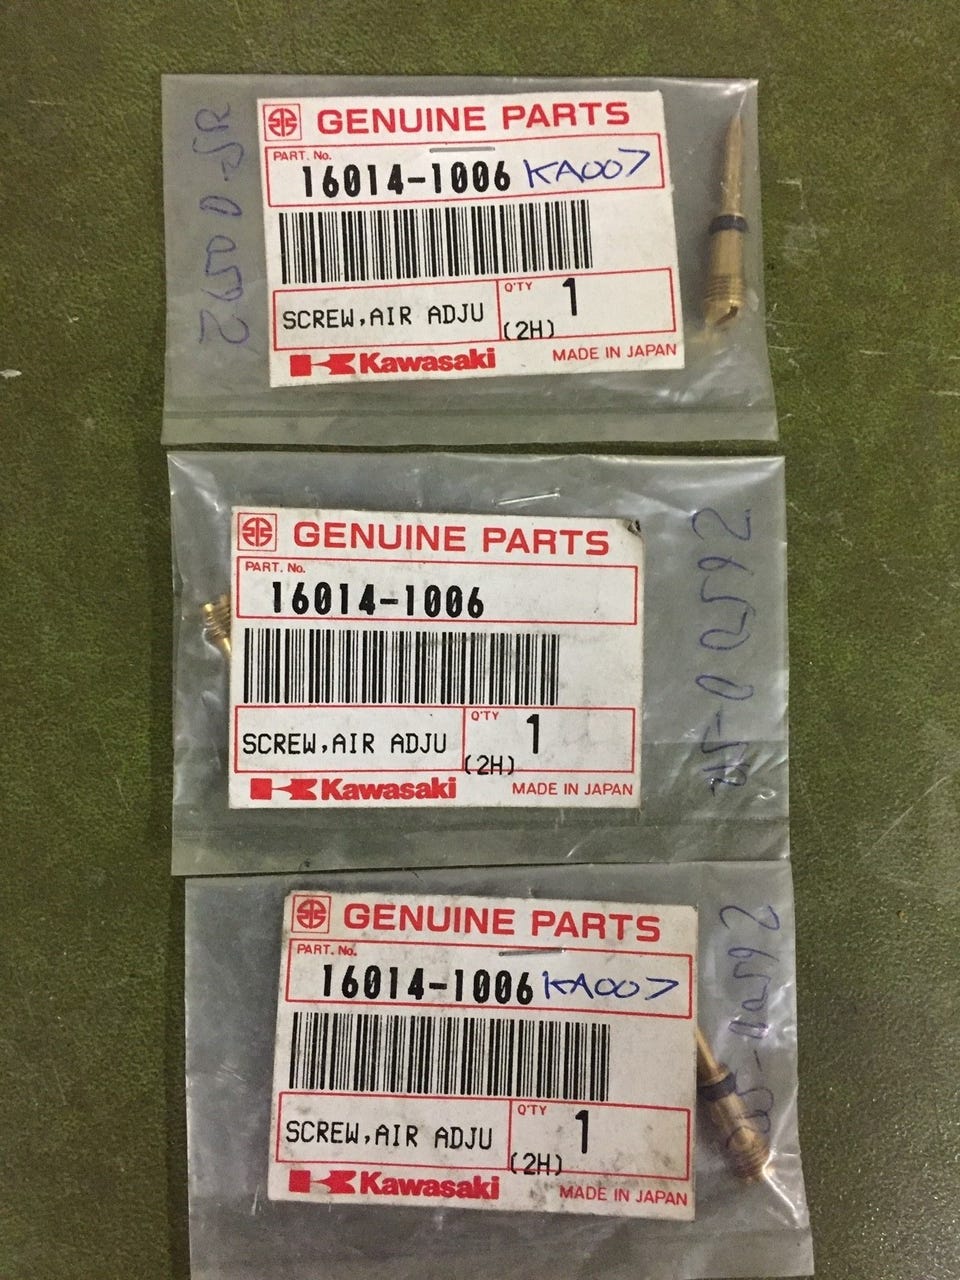 GENUINE PARTS
PART. No.
16014-1006 KA007
SCREW,AIR ADJU
Q'TY
1
(2H)
Kawasaki MADE IN JAPAN
GENUINE PARTS
PART. No.
16014-1006
SCREW,AIR ADJU
Q'TY
1
(2H)
Kawasaki MADE IN JAPAN
GENUINE PARTS
PART. No.
16014-1006 KA007
SCREW,AIR ADJU
Q'TY
1
(2H)
Kawasaki MADE IN JAPAN